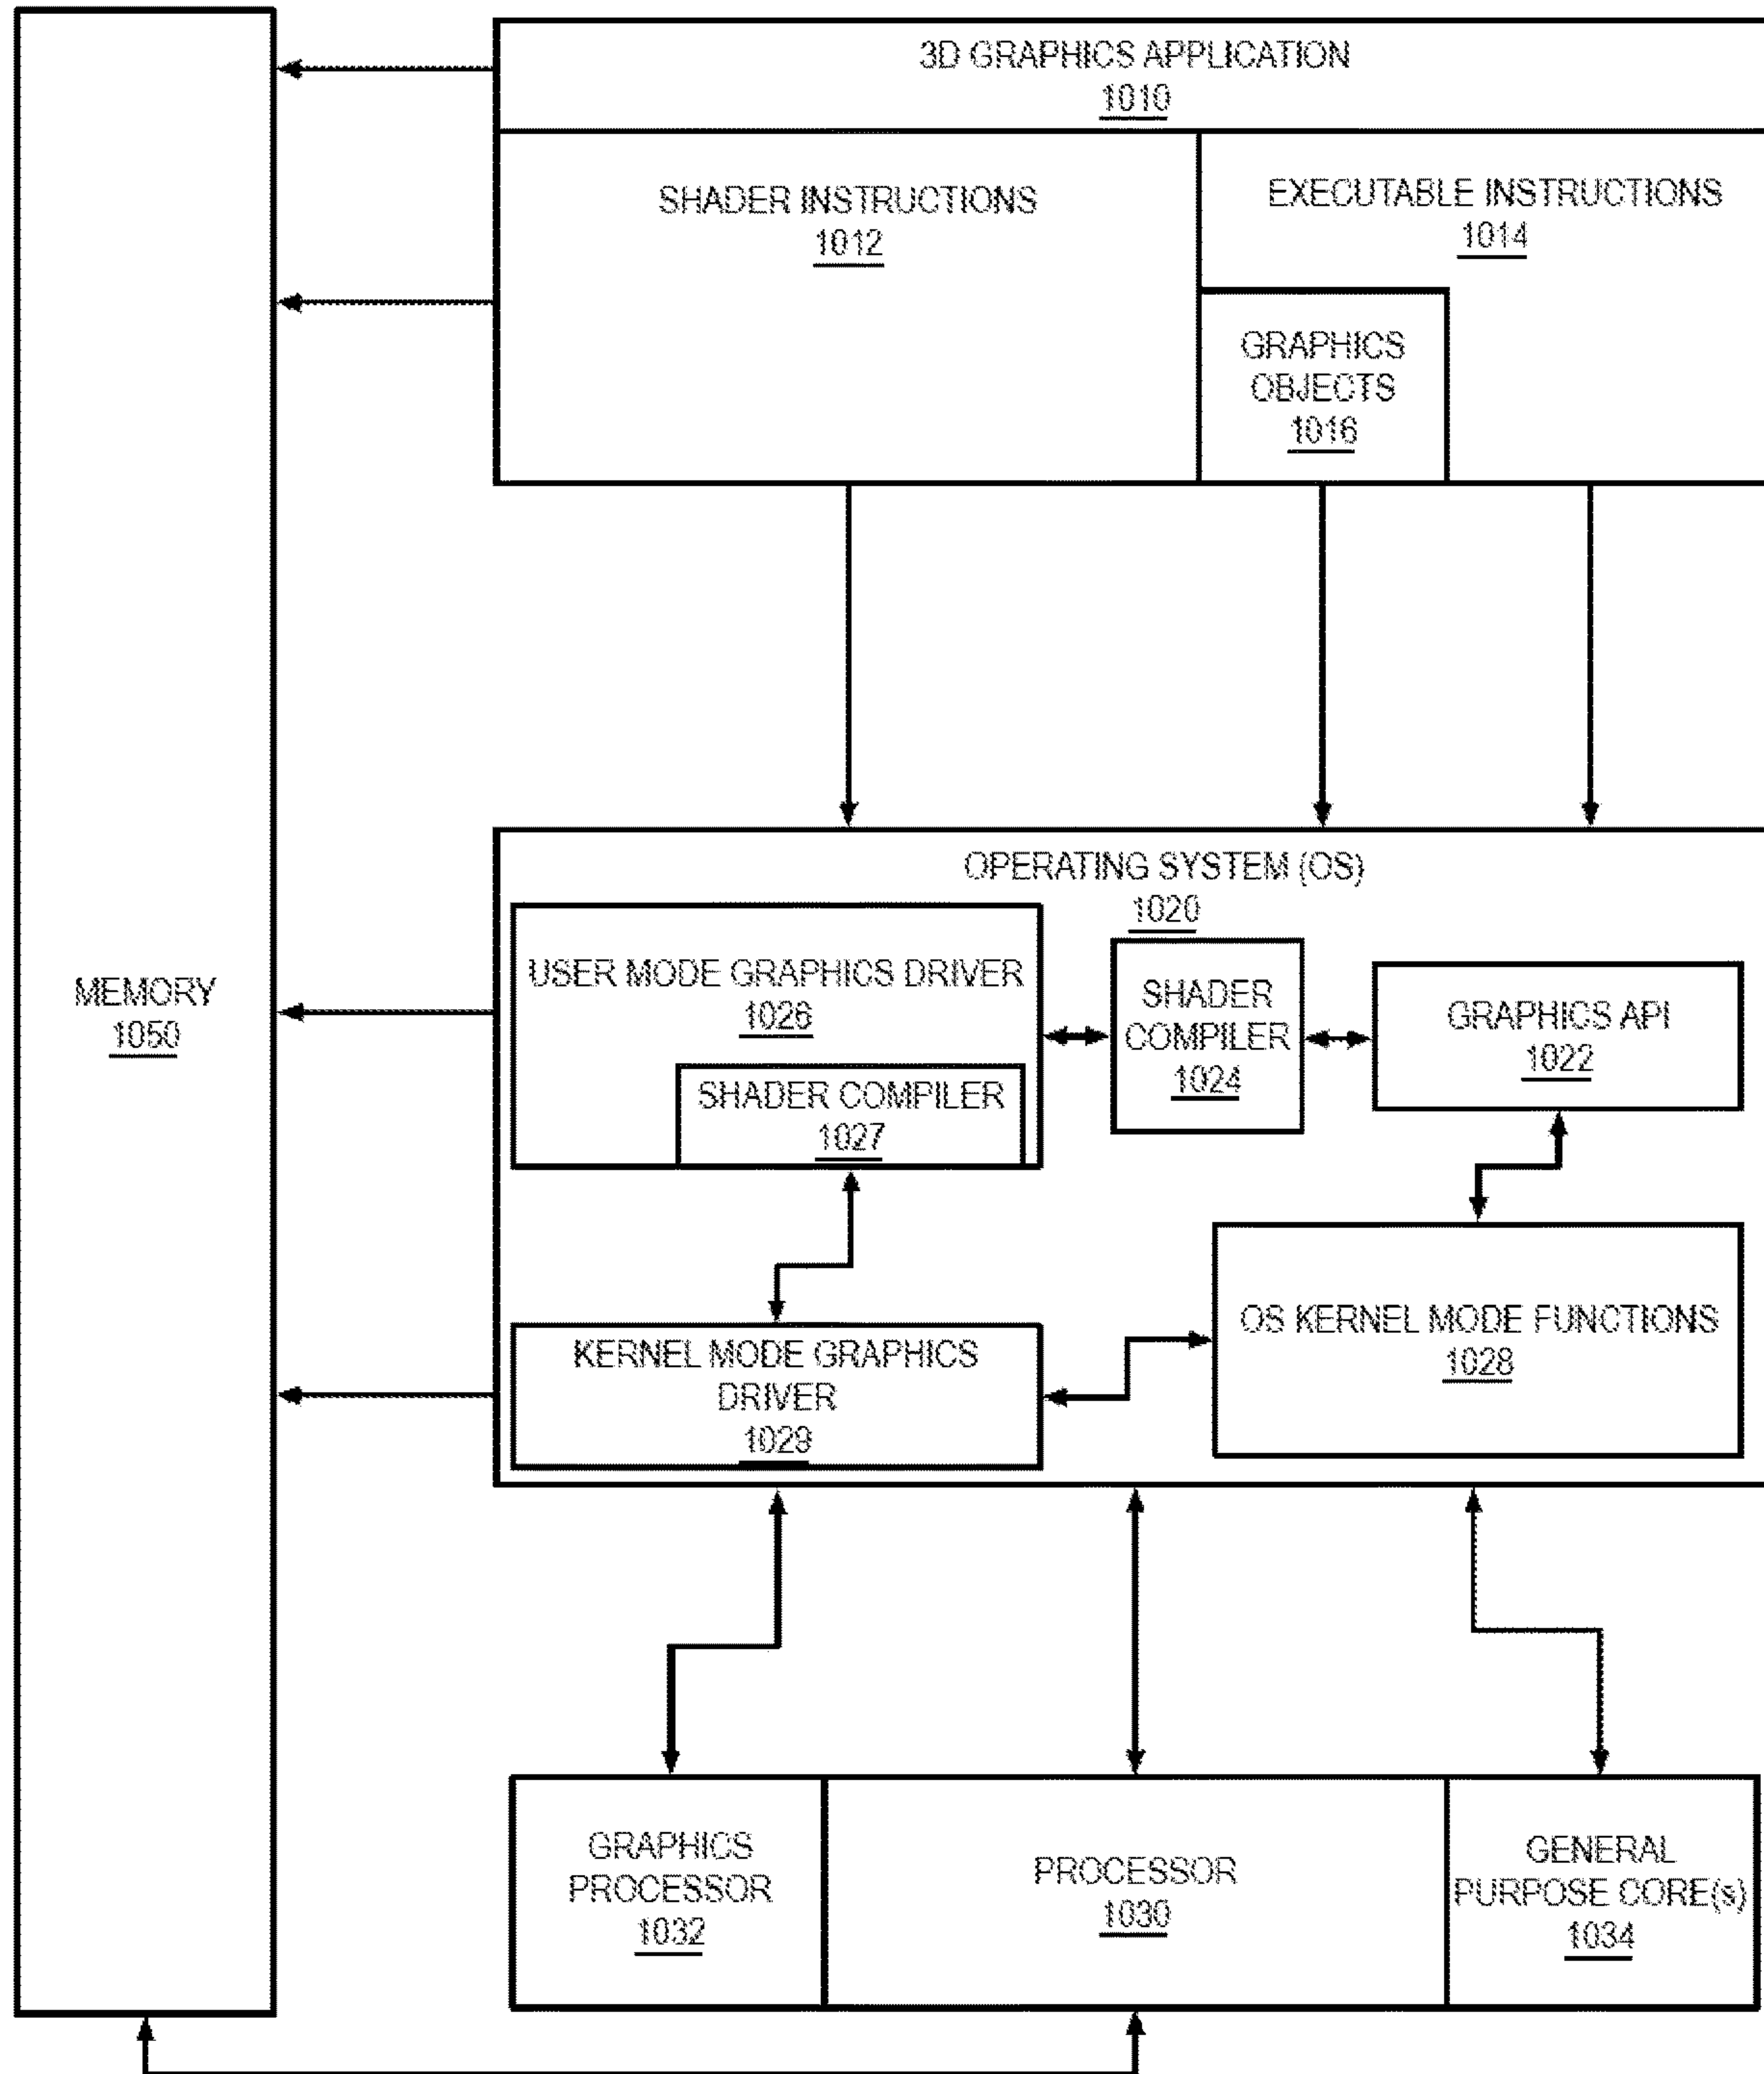 3D GRAPHICS APPLICATION
1010
SHADER INSTRUCTIONS
1012
EXECUTABLE INSTRUCTIONS
1014
GRAPHICS
OBJECTS
1016
MEMORY
1050
OPERATING SYSTEM (OS)
1020
USER MODE GRAPHICS DRIVER
1026
SHADER COMPILER
1027
SHADER
COMPILER
1024
GRAPHICS API
1022
KERNEL MODE GRAPHICS
DRIVER
1029
OS KERNEL MODE FUNCTIONS
1028
GRAPHICS
PROCESSOR
1032
PROCESSOR
1030
GENERAL
PURPOSE CORE(s)
1034